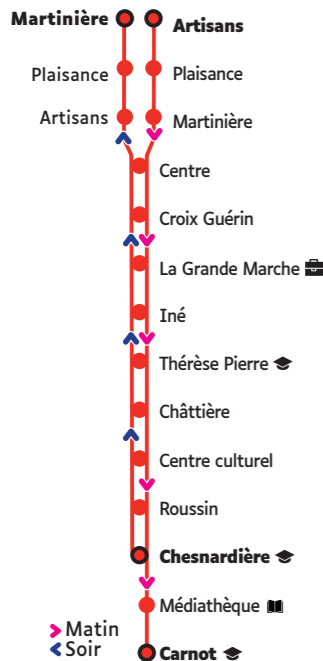 Martinière
Artisans
Plaisance
Plaisance
Artisans
Martinière
Centre
Croix Guérin
La Grande Marche
Iné
Thérèse Pierre
Châttière
Centre culturel
Roussin
Chesnardière
Médiathèque
> Matin
< Soir
Carnot